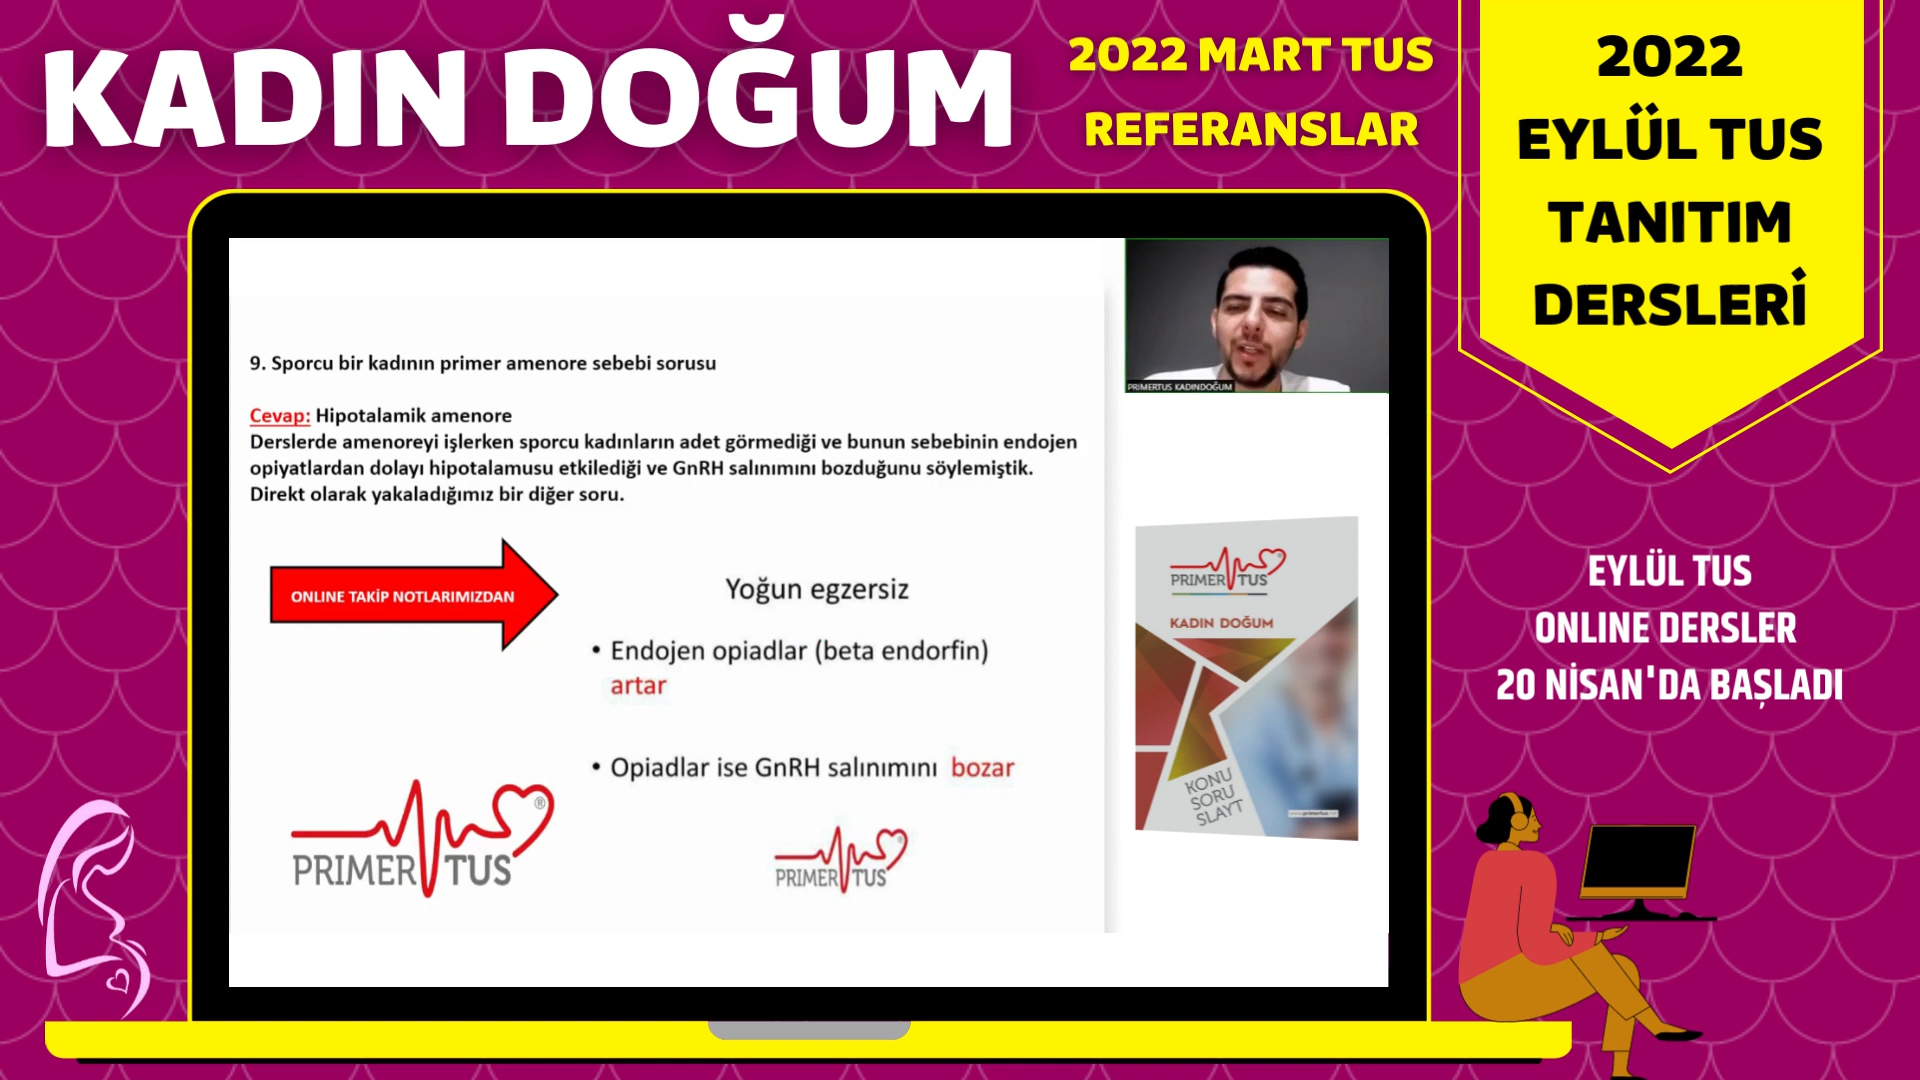 KADIN DOĞUM
2022 MART TUS
REFERANSLAR
2022
EYLÜL TUS
TANITIM
DERSLERİ
9. Sporcu bir kadının primer amenore sebebi sorusu
Cevap: Hipotalamik amenore
Derslerde amenoreyi işlerken sporcu kadınların adet görmediği ve bunun sebebinin endojen
opiyatlardan dolayı hipotalamusu etkilediği ve GnRH salınımını bozduğunu söylemiştik.
Direkt olarak yakaladığımız bir diğer soru.
ONLINE TAKİP NOTLARIMIZDAN
Yoğun egzersiz
• Endojen opiadlar (beta endorfin)
artar
• Opiadlar ise GnRH salınımını bozar
PRIMER TUS ®
PRIMER TUS
PRIMERTUS KADINDOĞUM
PRIMER TUS ®
KADIN DOĞUM
KONU
SORU
SLAYT
www.primertus.net
EYLÜL TUS
ONLINE DERSLER
20 NİSAN'DA BAŞLADI